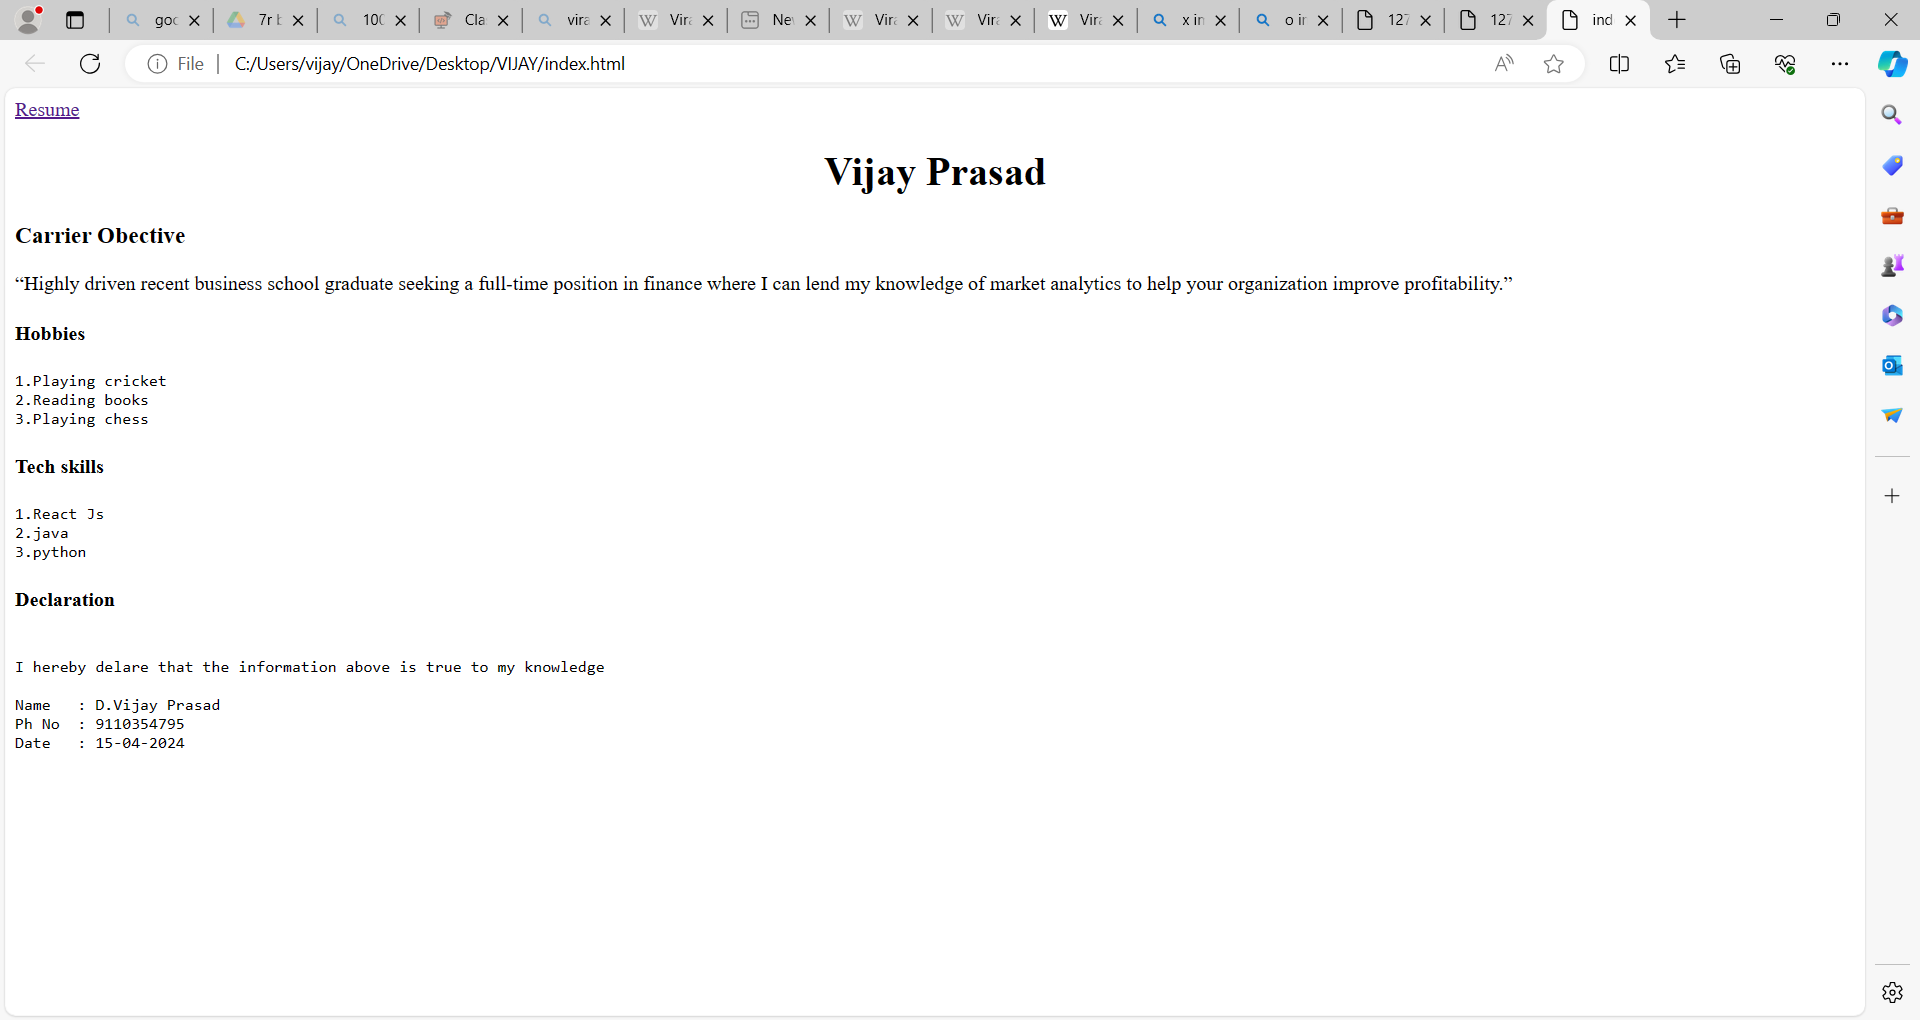 goc
7r b
100
Cla
vira
Vira
Ne
Vira
Vira
Vira
x in
o in
127
127
ind
File C:/Users/vijay/OneDrive/Desktop/VIJAY/index.html
Resume
Vijay Prasad
Carrier Obective
“Highly driven recent business school graduate seeking a full-time position in finance where I can lend my knowledge of market analytics to help your organization improve profitability.”
Hobbies
1.Playing cricket
2.Reading books
3.Playing chess
Tech skills
1.React Js
2.java
3.python
Declaration
I hereby delare that the information above is true to my knowledge
Name : D.Vijay Prasad
Ph No : 9110354795
Date : 15-04-2024